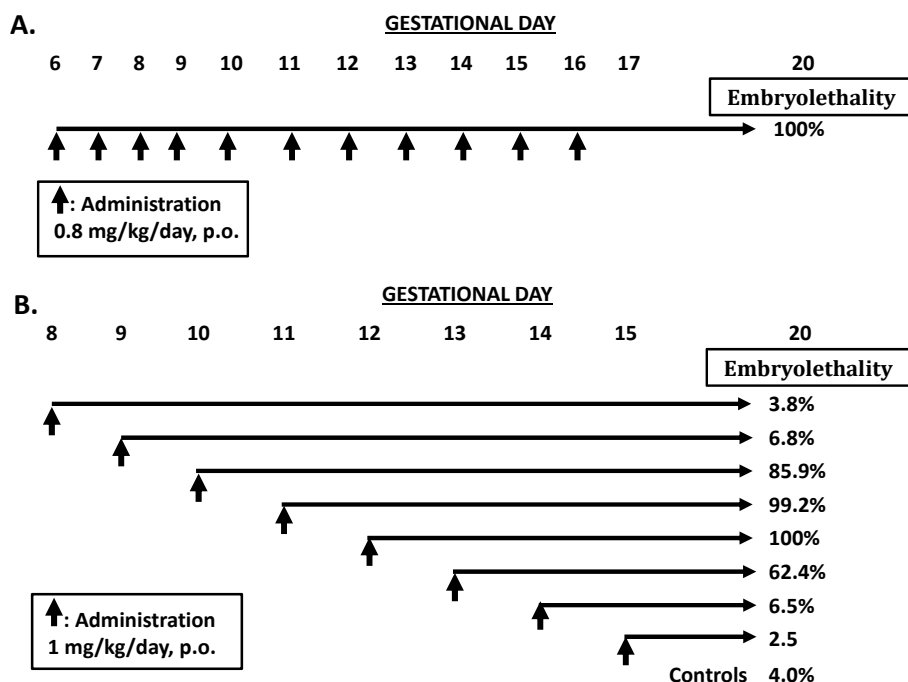 A.
GESTATIONAL DAY
6 7 8 9 10 11 12 13 14 15 16 17 20
Embryolethality
100%
: Administration
0.8 mg/kg/day, p.o.
B.
GESTATIONAL DAY
8 9 10 11 12 13 14 15 20
Embryolethality
3.8%
6.8%
85.9%
99.2%
100%
62.4%
6.5%
2.5
: Administration
1 mg/kg/day, p.o.
Controls 4.0%